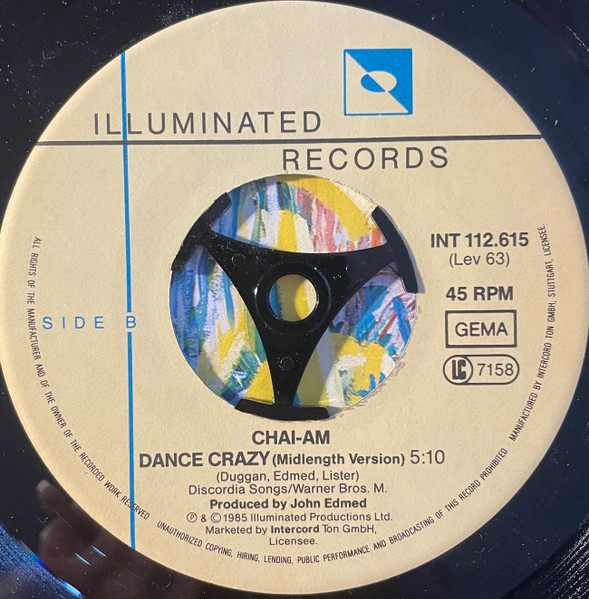 ILLUMINATED
RECORDS
INT 112.615
(Lev 63)
45 RPM
GEMA
LC 7158
SIDE B
CHAI-AM
DANCE CRAZY (Midlength Version) 5:10
(Duggan, Edmed, Lister)
Discordia Songs/Warner Bros. M.
Produced by John Edmed
Ⓟ & © 1985 Illuminated Productions Ltd.
Marketed by Intercord Ton GmbH,
Licensee.
ALL RIGHTS OF THE MANUFACTURER AND OF THE OWNER OF THE RECORDED WORK RESERVED UNAUTHORIZED COPYING, HIRING, LENDING, PUBLIC PERFORMANCE AND BROADCASTING OF THIS RECORD PROHIBITED MANUFACTURED BY INTERCORD TON GMBH, STUTTGART, LICENSEE.